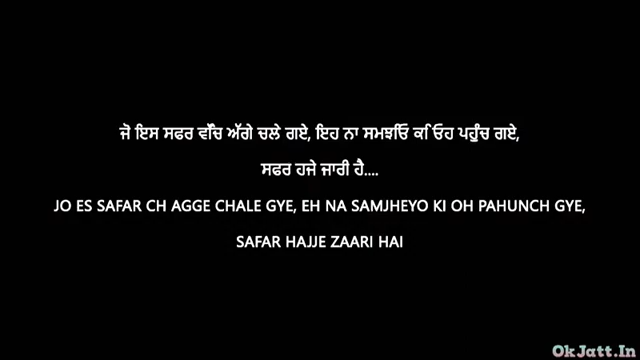 ਜੋ ਇਸ ਸਫਰ ਵੱਚਿ ਅੱਗੇ ਚਲੇ ਗਏ, ਇਹ ਨਾ ਸਮਝਓਿ ਕ ਿਓਹ ਪਹੁੰਚ ਗਏ,
ਸਫਰ ਹਜੇ ਜਾਰੀ ਹੈ....
JO ES SAFAR CH AGGE CHALE GYE, EH NA SAMJHEYO KI OH PAHUNCH GYE,
SAFAR HAJJE ZAARI HAI
OkJatt.In